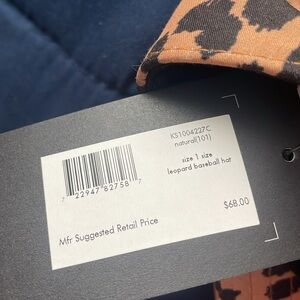 KS1004227C
natural(101)
size 1 size
leopard baseball hat
7 22947 82758 7
Mfr Suggested Retail Price
$68.00